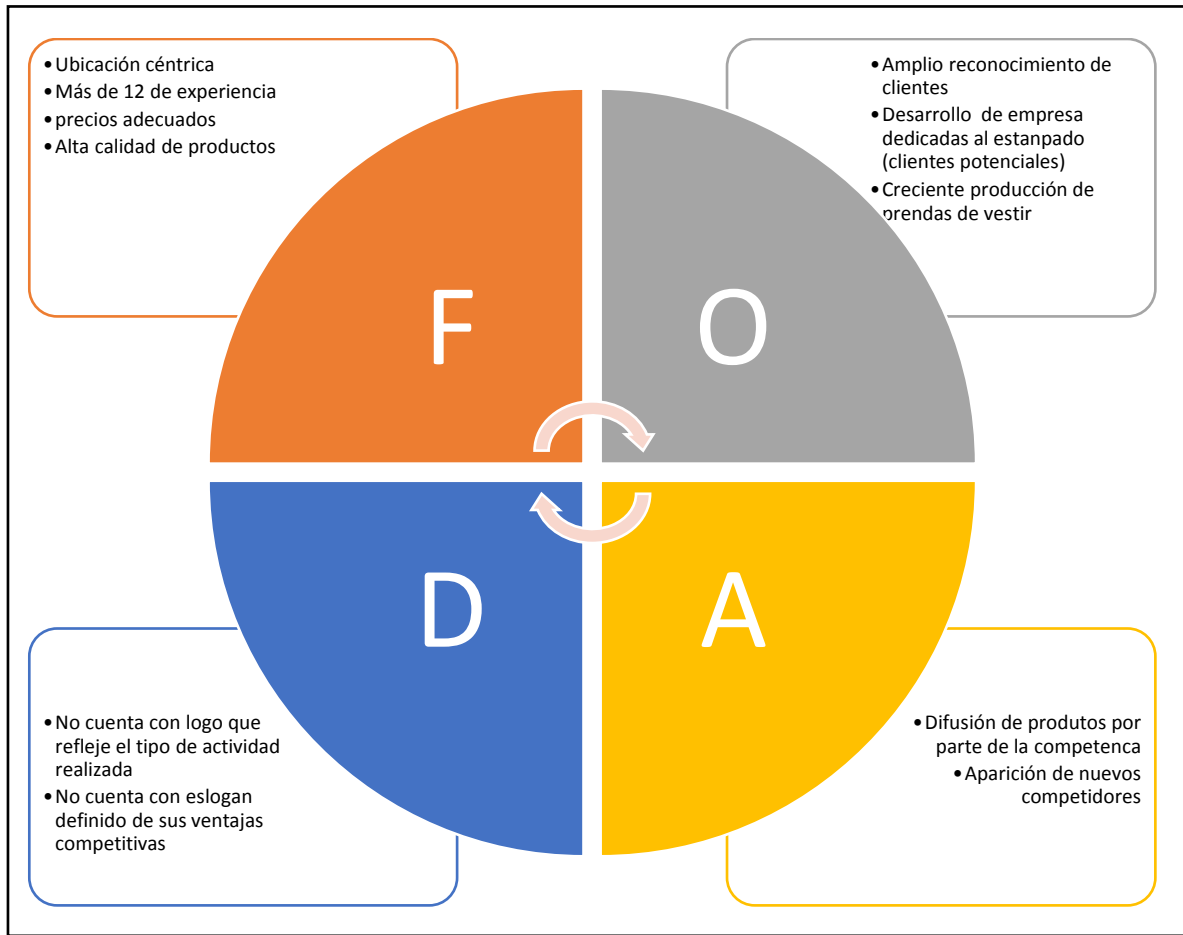 •Ubicación céntrica
•Más de 12 de experiencia
•precios adecuados
•Alta calidad de productos
•Amplio reconocimiento de
clientes
•Desarrollo de empresa
dedicadas al estanpado
(clientes potenciales)
•Creciente producción de
prendas de vestir
F
O
D
A
•No cuenta con logo que
refleje el tipo de actividad
realizada
•No cuenta con eslogan
definido de sus ventajas
competitivas
•Difusión de produtos por
parte de la competenca
•Aparición de nuevos
competidores